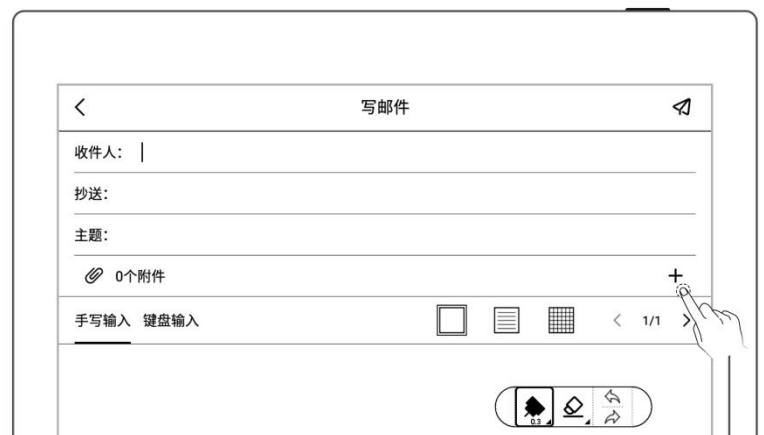 写邮件
收件人：
抄送：
主题：
0个附件
手写输入 键盘输入 1/1
0.3